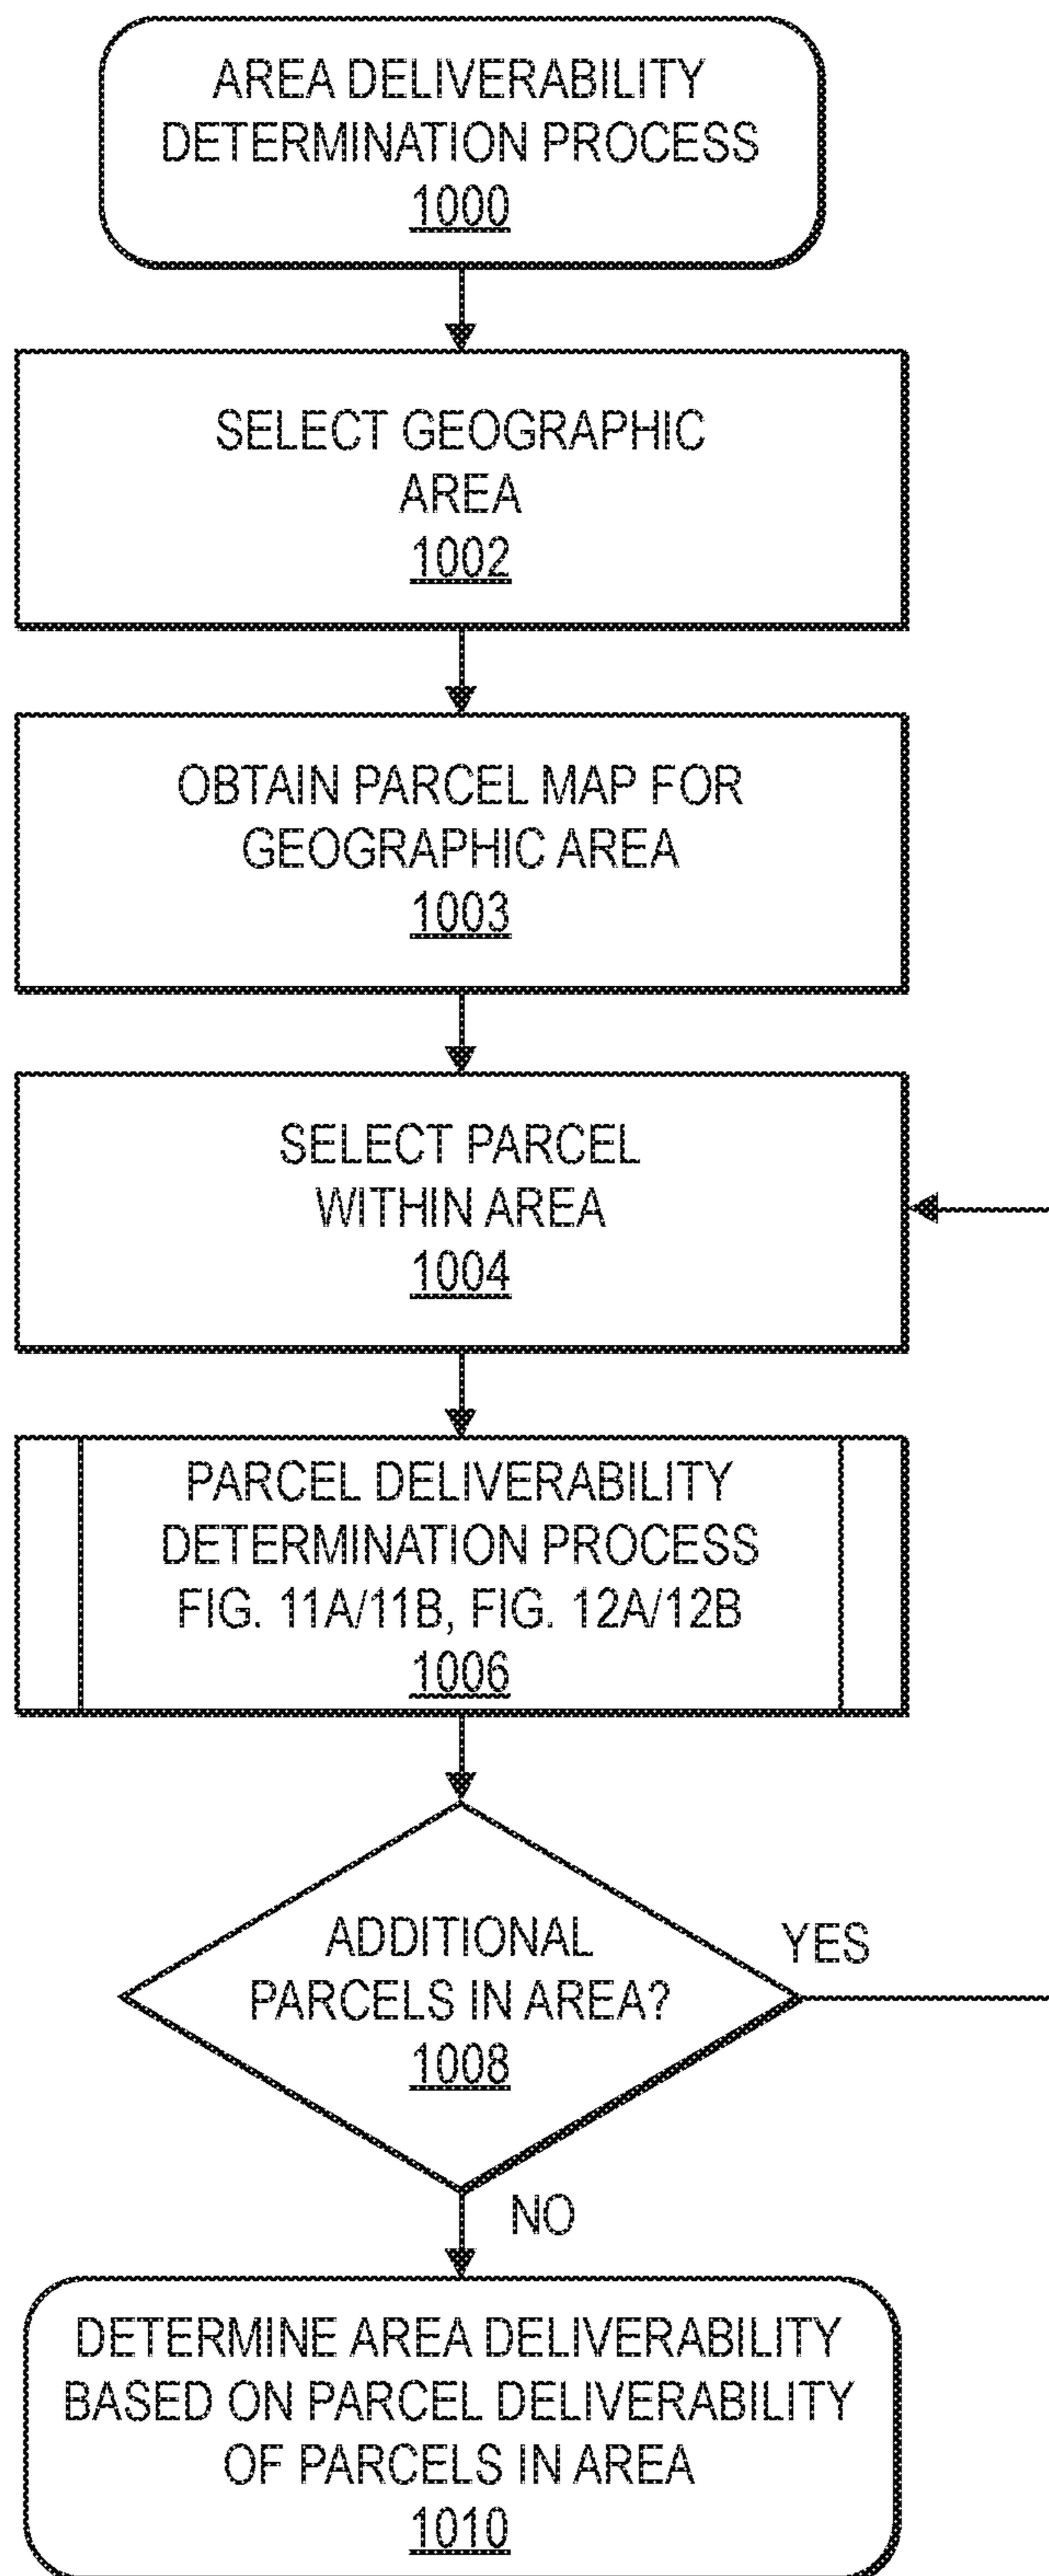 AREA DELIVERABILITY
DETERMINATION PROCESS
1000
SELECT GEOGRAPHIC
AREA
1002
OBTAIN PARCEL MAP FOR
GEOGRAPHIC AREA
1003
SELECT PARCEL
WITHIN AREA
1004
PARCEL DELIVERABILITY
DETERMINATION PROCESS
FIG. 11A/11B, FIG. 12A/12B
1006
ADDITIONAL
PARCELS IN AREA?
1008
YES
NO
DETERMINE AREA DELIVERABILITY
BASED ON PARCEL DELIVERABILITY
OF PARCELS IN AREA
1010